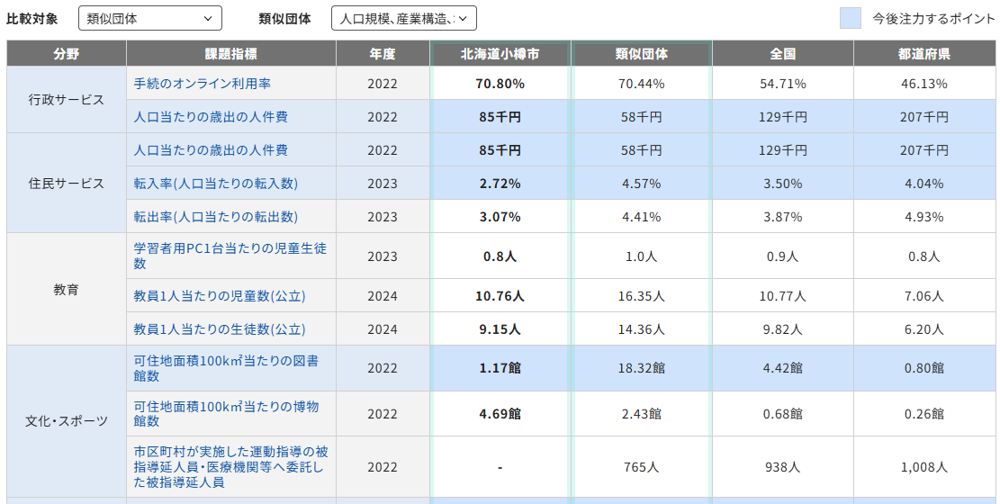 比較対象 類似団体 類似団体 人口規模、産業構造、 今後注力するポイント
分野 課題指標 年度 北海道小樽市 類似団体 全国 都道府県
行政サービス
手続のオンライン利用率 2022 70.80% 70.44% 54.71% 46.13%
人口当たりの歳出の人件費 2022 85千円 58千円 129千円 207千円
住民サービス
人口当たりの歳出の人件費 2022 85千円 58千円 129千円 207千円
転入率(人口当たりの転入数) 2023 2.72% 4.57% 3.50% 4.04%
転出率(人口当たりの転出数) 2023 3.07% 4.41% 3.87% 4.93%
教育
学習者用PC1台当たりの児童生徒
数 2023 0.8人 1.0人 0.9人 0.8人
教員1人当たりの児童数(公立) 2024 10.76人 16.35人 10.77人 7.06人
教員1人当たりの生徒数(公立) 2024 9.15人 14.36人 9.82人 6.20人
文化・スポーツ
可住地面積100k㎡当たりの図書
館数 2022 1.17館 18.32館 4.42館 0.80館
可住地面積100k㎡当たりの博物
館数 2022 4.69館 2.43館 0.68館 0.26館
市区町村が実施した運動指導の被
指導延人員・医療機関等へ委託し
た被指導延人員 2022 - 765人 938人 1,008人